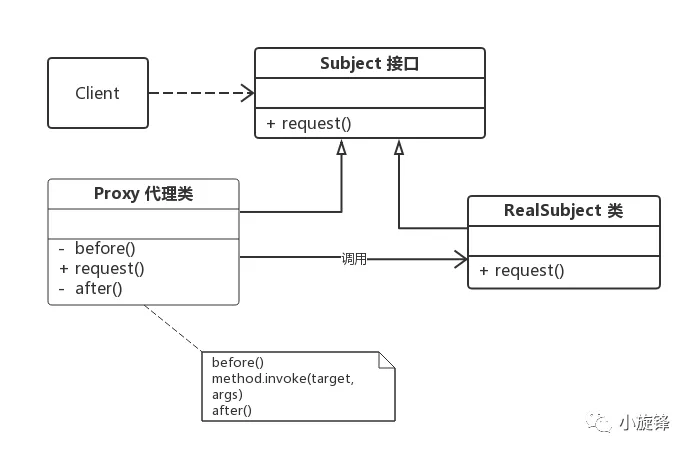 Subject 接口
Client
+ request()
Proxy 代理类
- before()
+ request()
- after()
RealSubject 类
+ request()
调用
before()
method.invoke(target,
args)
after()
小旋锋